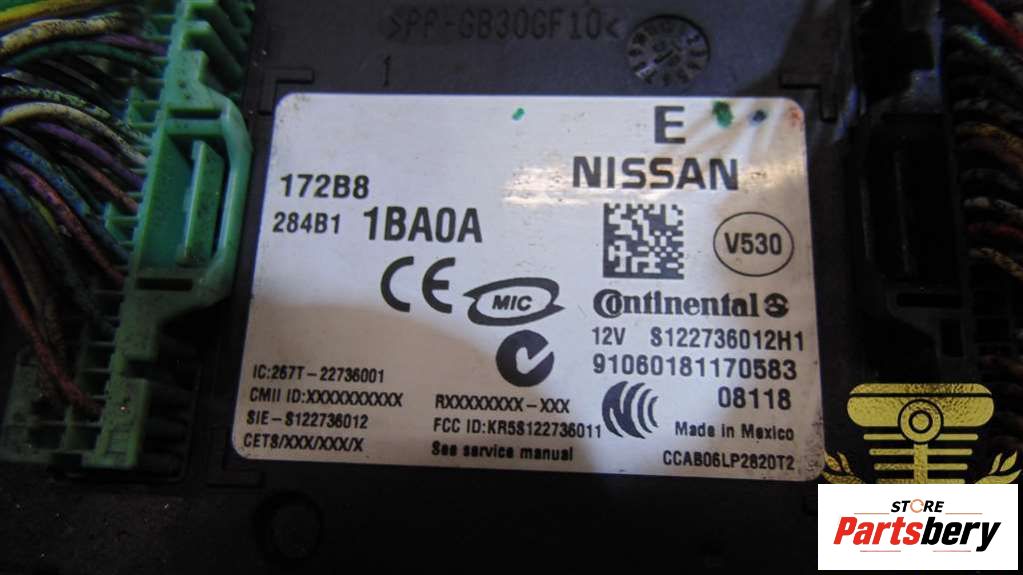 >PP-GB30GF10<
1
E
NISSAN
172B8
284B1 1BA0A
V530
CE
MIC
Continental
12V S122736012H1
91060181170583
08118
IC:267T-22736001
CMII ID:XXXXXXXXXX
SIE-S122736012
CET8/XXX/XXX/X
RXXXXXXXX-XXX
FCC ID:KR5S122736011
See service manual
Made in Mexico
CCAB06LP2820T2
STORE
Partsbery